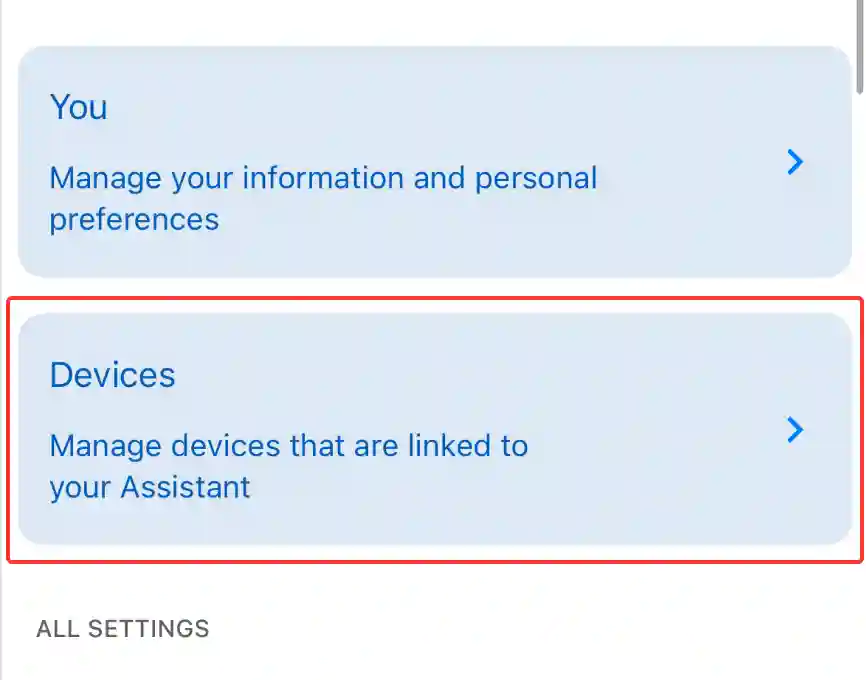 You
Manage your information and personal
preferences
Devices
Manage devices that are linked to
your Assistant
ALL SETTINGS